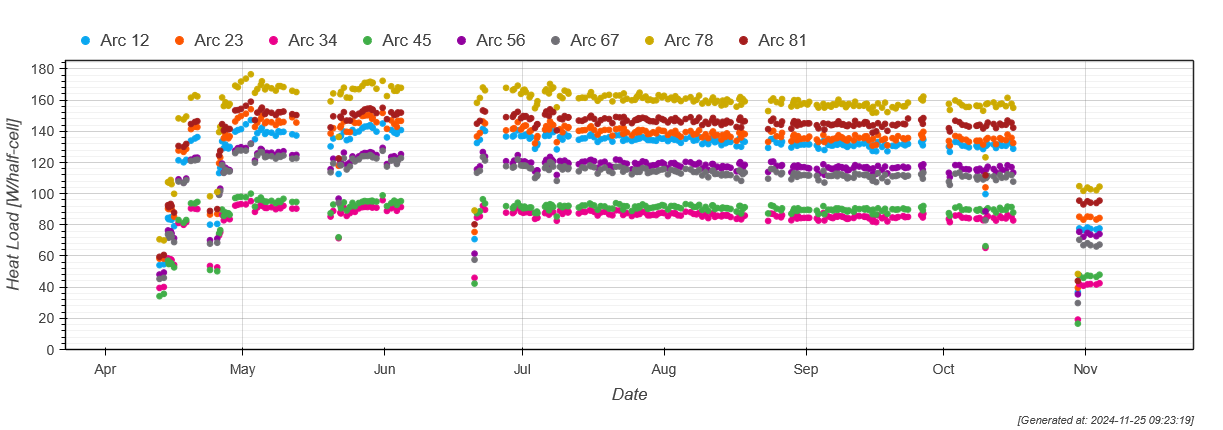 Arc 12 Arc 23 Arc 34 Arc 45 Arc 56 Arc 67 Arc 78 Arc 81
Heat Load [W/half-cell]
180
160
140
120
100
80
60
40
20
0
Apr May Jun Jul Aug Sep Oct Nov
Date
[Generated at: 2024-11-25 09:23:19]